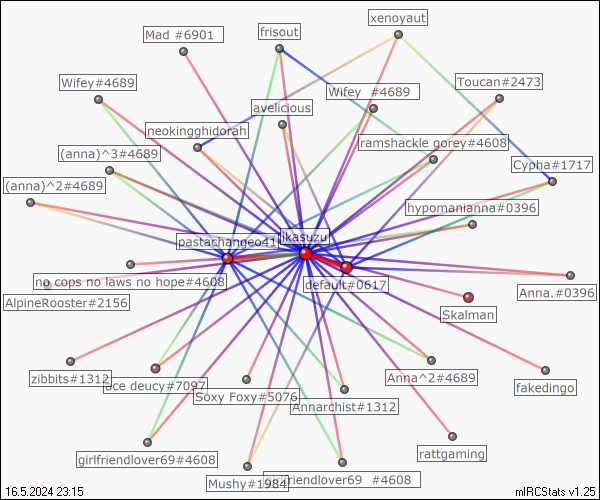 xenoyaut
Mad #6901
frisout
Wifey#4689
Wifey #4689
Toucan#2473
avelicious
neokingghidorah
ramshackle gorey#4608
(anna)^3#4689
Cypha#1717
(anna)^2#4689
hypomanianna#0396
pastachangeo41
ikasuzu
no cops no laws no hope#4608
default#0617
Anna.#0396
AlpineRooster#2156
Skalman
zibbits#1312
deucy#7097
Anna^2#4689
fakedingo
Soxy Foxy#5076
Annarchist#1312
girlfriendlover69#4608
rattgaming
Mushy#1984
friendlover69 #4608
16.5.2024 23:15
mIRCStats v1.25